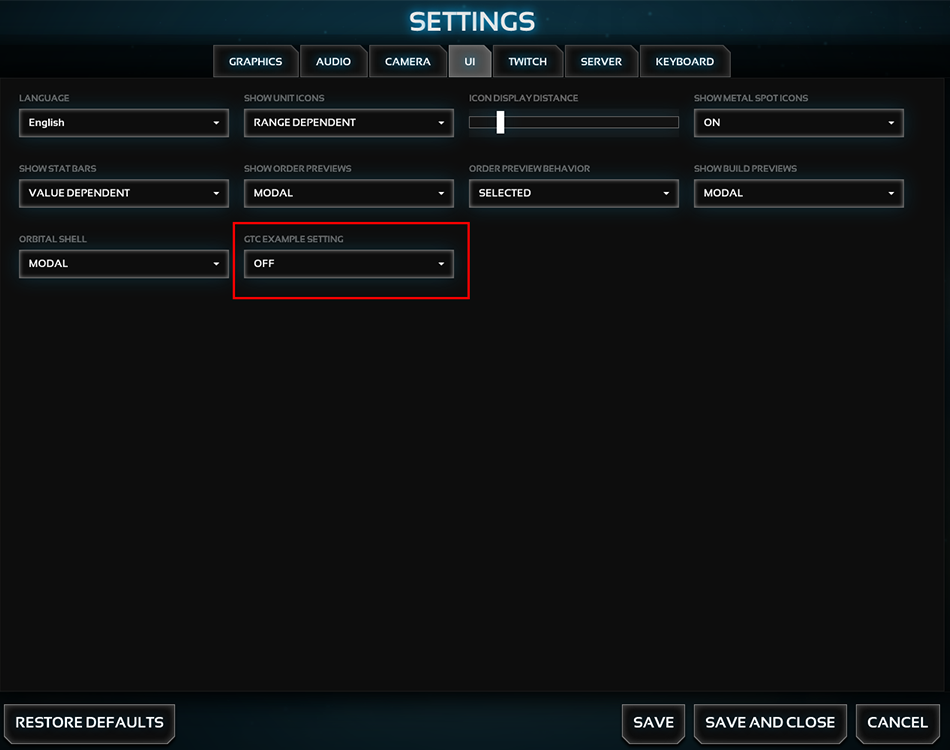 SETTINGS
GRAPHICS AUDIO CAMERA UI TWITCH SERVER KEYBOARD
LANGUAGE SHOW UNIT ICONS ICON DISPLAY DISTANCE SHOW METAL SPOT ICONS
English RANGE DEPENDENT ON
SHOW STAT BARS SHOW ORDER PREVIEWS ORDER PREVIEW BEHAVIOR SHOW BUILD PREVIEWS
VALUE DEPENDENT MODAL SELECTED MODAL
ORBITAL SHELL GTC EXAMPLE SETTING
MODAL OFF
RESTORE DEFAULTS SAVE SAVE AND CLOSE CANCEL